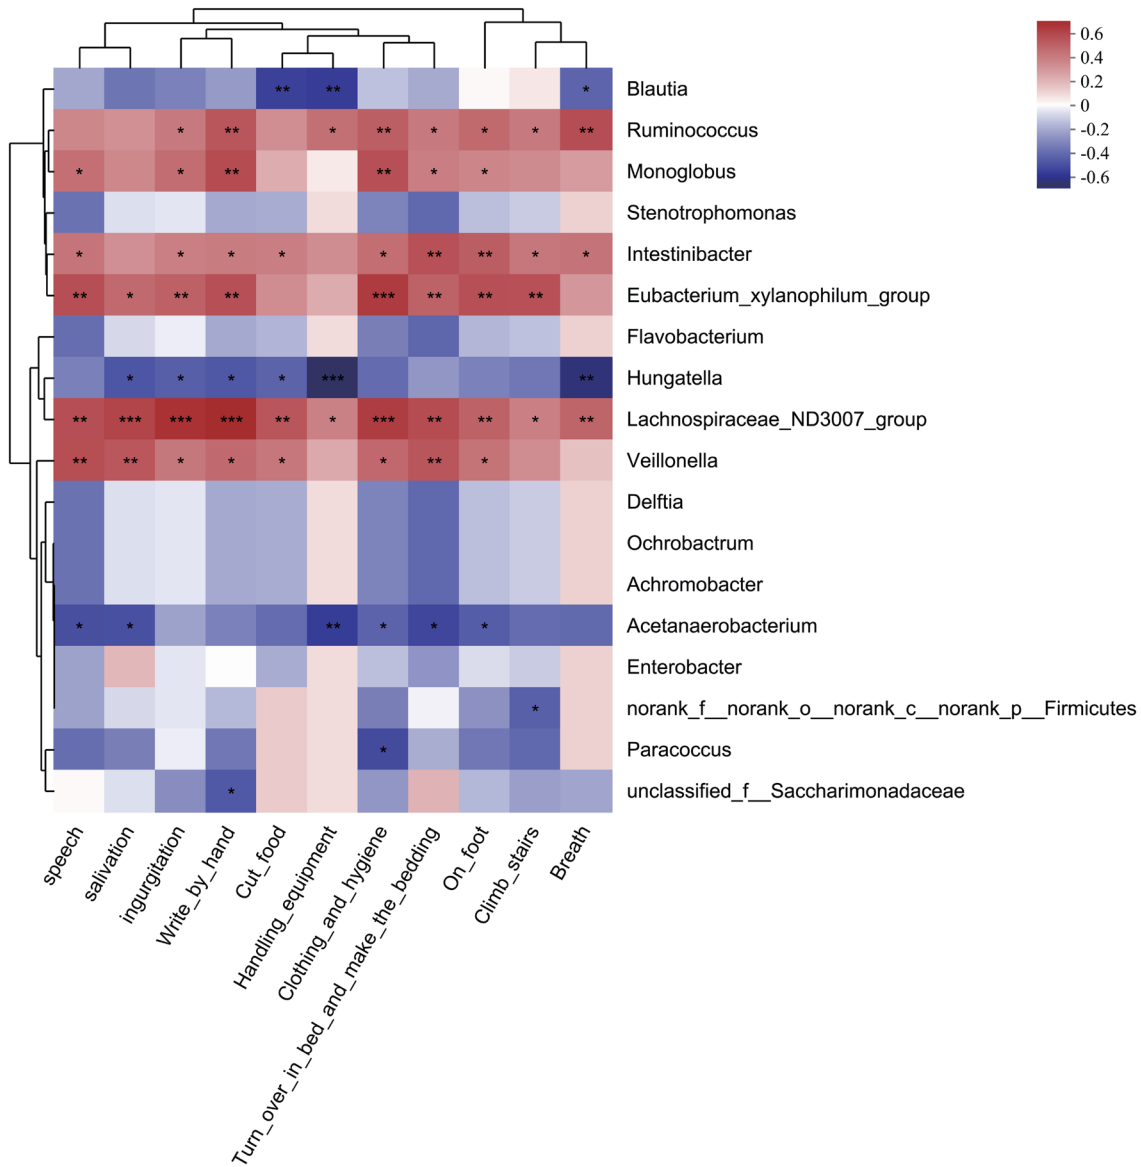 0.6
0.4
0.2
0
-0.2
-0.4
-0.6
** ** * Blautia
* ** * ** * * * ** Ruminococcus
* * ** ** * * Monoglobus
Stenotrophomonas
* * * * * ** ** * * Intestinibacter
** * ** ** *** ** ** ** Eubacterium_xylanophilum_group
Flavobacterium
* * * * *** ** Hungatella
** *** *** *** ** * *** ** ** * ** Lachnospiraceae_ND3007_group
** ** * * * * ** * Veillonella
Delftia
Ochrobactrum
Achromobacter
* * ** * * * Acetanaerobacterium
Enterobacter
* norank_f__norank_o__norank_c__norank_p__Firmicutes
* Paracoccus
* unclassified_f__Saccharimonadaceae
speech
salivation
ingurgitation
Write_by_hand
Cut_food
Handling_equipment
Clothing_and_hygiene
Turn_over_in_bed_and_make_the_bedding
On_foot
Climb_stairs
Breath